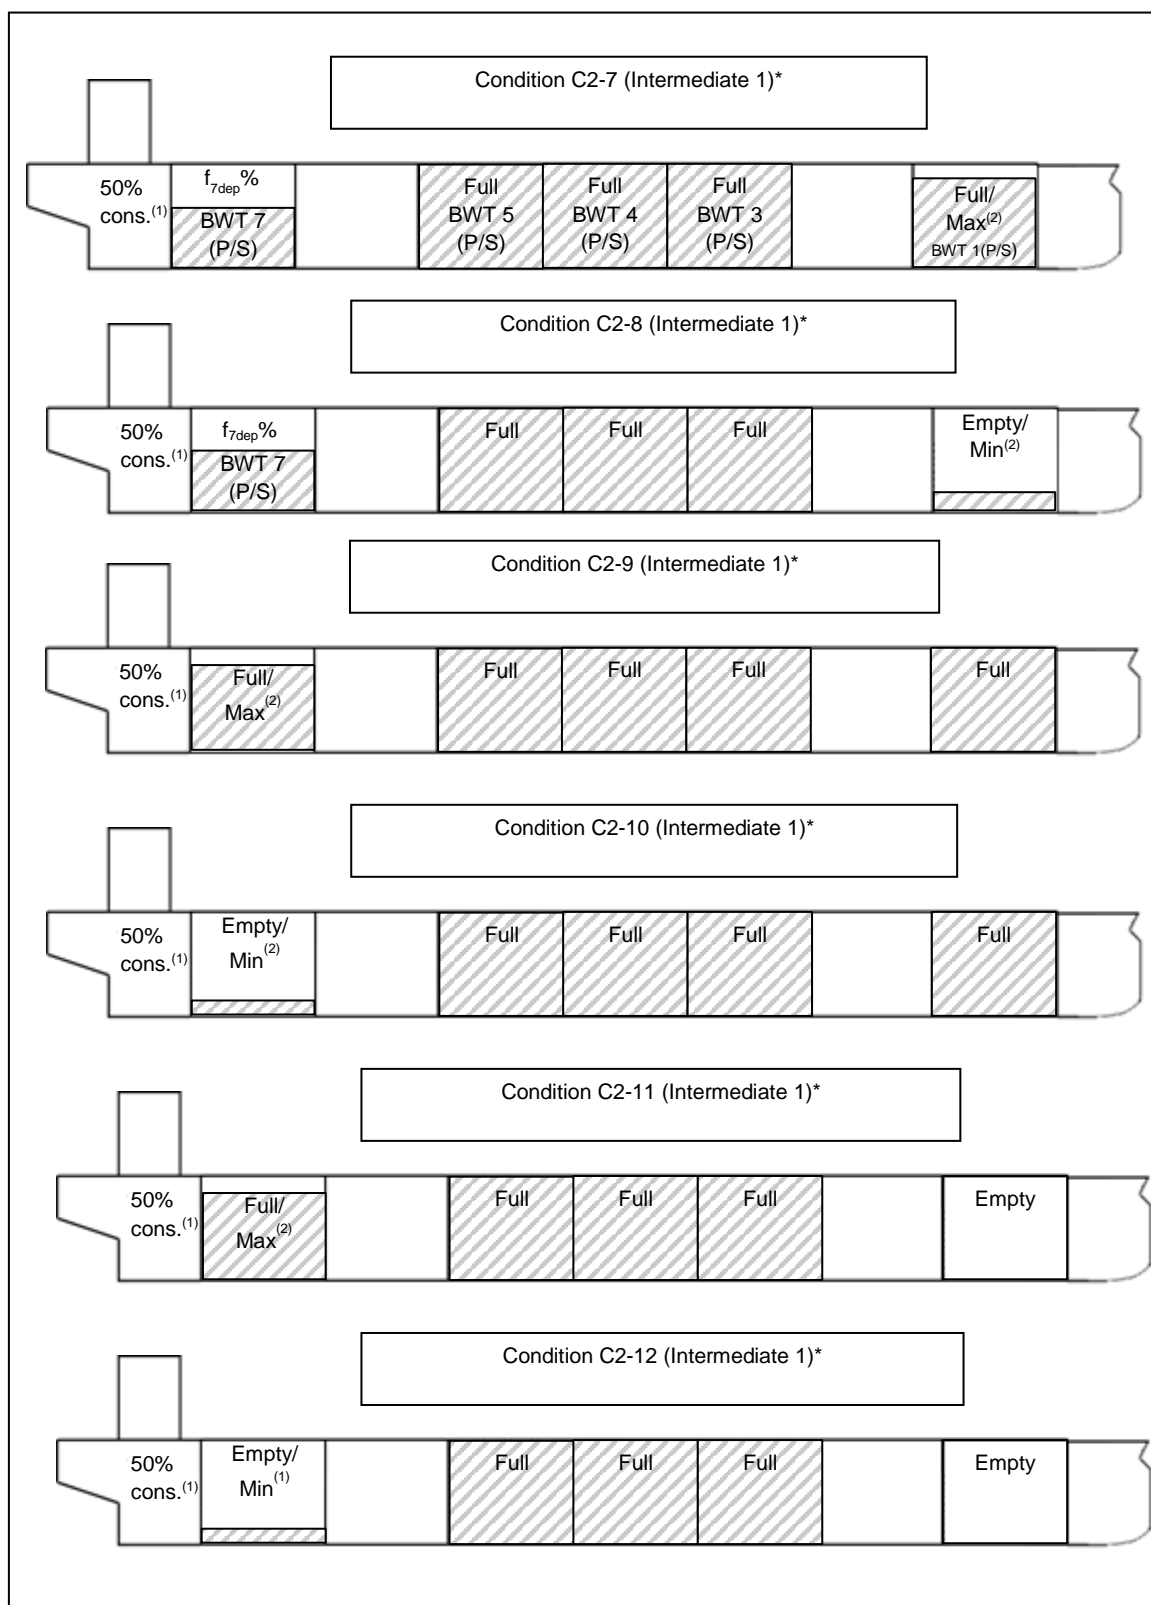 Condition C2-7 (Intermediate 1)*
50%
cons.(1)
f7dep%
BWT 7
(P/S)
Full
BWT 5
(P/S)
Full
BWT 4
(P/S)
Full
BWT 3
(P/S)
Full/
Max(2)
BWT 1(P/S)
Condition C2-8 (Intermediate 1)*
50%
cons.(1)
f7dep%
BWT 7
(P/S)
Full
Full
Full
Empty/
Min(2)
Condition C2-9 (Intermediate 1)*
50%
cons.(1)
Full/
Max(2)
Full
Full
Full
Full
Condition C2-10 (Intermediate 1)*
50%
cons.(1)
Empty/
Min(2)
Full
Full
Full
Full
Condition C2-11 (Intermediate 1)*
50%
cons.(1)
Full/
Max(2)
Full
Full
Full
Empty
Condition C2-12 (Intermediate 1)*
50%
cons.(1)
Empty/
Min(1)
Full
Full
Full
Empty